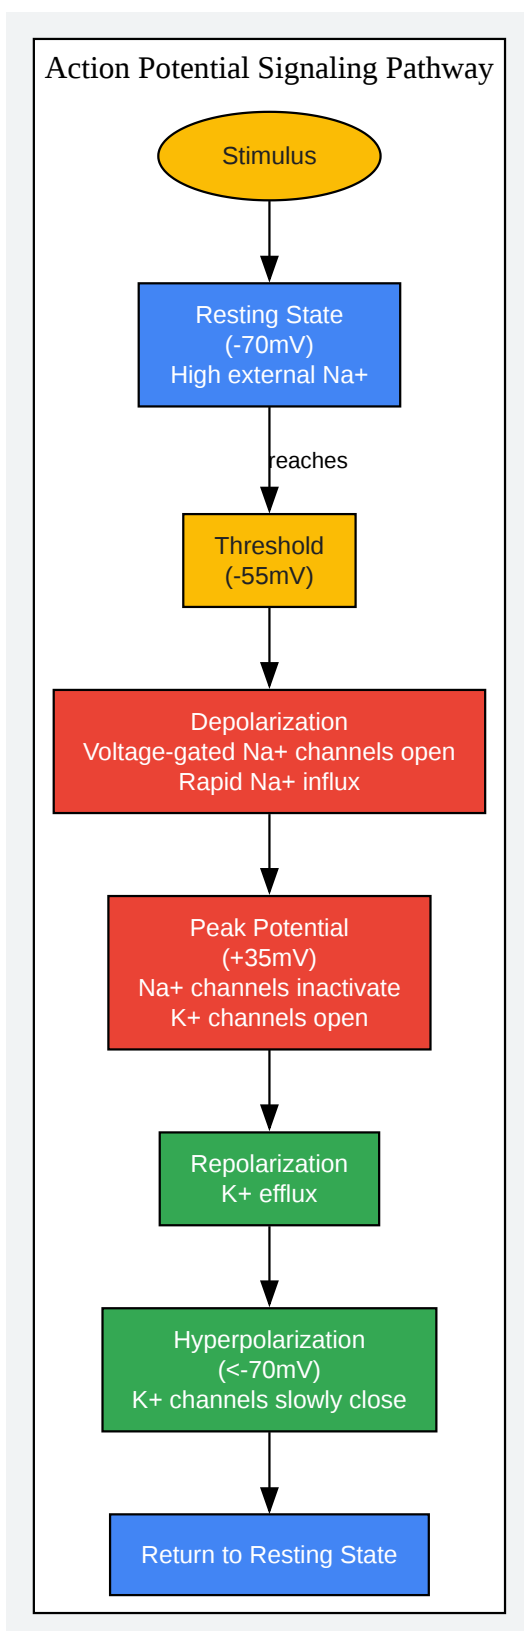 Action Potential Signaling Pathway
Stimulus
Resting State
(-70mV)
High external Na+
reaches
Threshold
(-55mV)
Depolarization
Voltage-gated Na+ channels open
Rapid Na+ influx
Peak Potential
(+35mV)
Na+ channels inactivate
K+ channels open
Repolarization
K+ efflux
Hyperpolarization
(<-70mV)
K+ channels slowly close
Return to Resting State